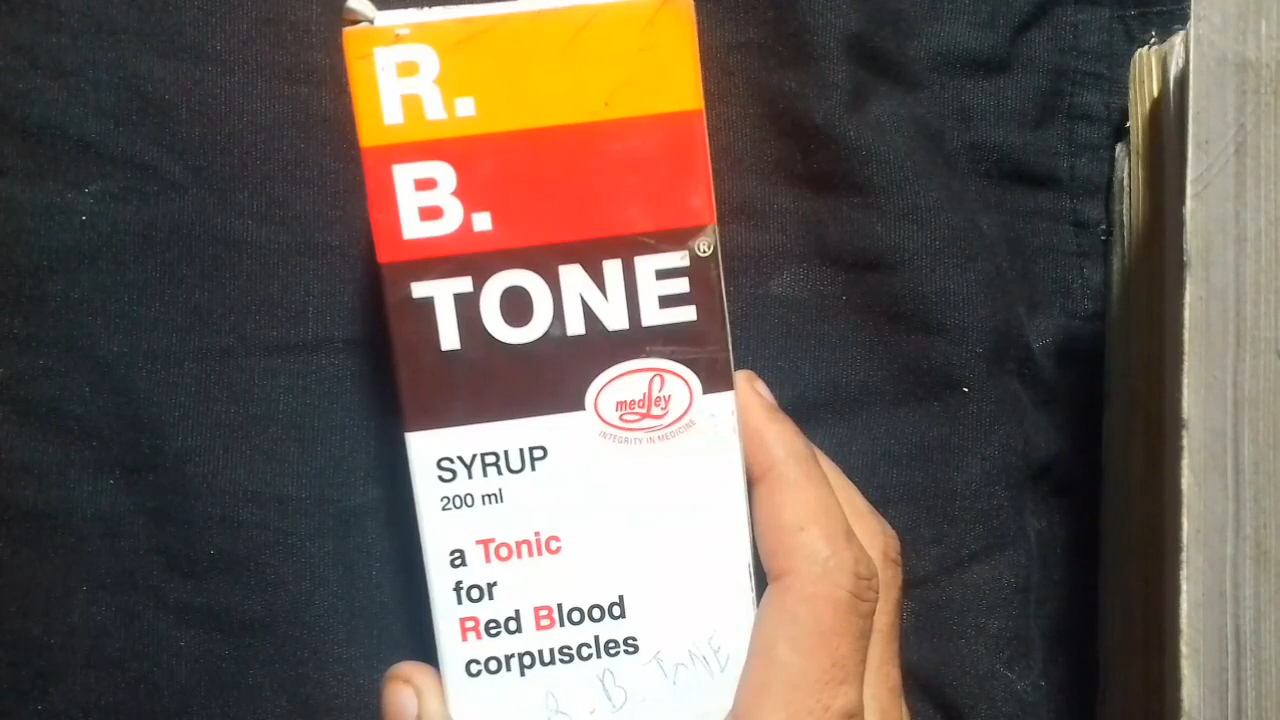 R.
B.
TONE®
medley
INTEGRITY IN MEDICINE
SYRUP
200 ml
a Tonic
for
Red Blood
corpuscles
R.B. TONE